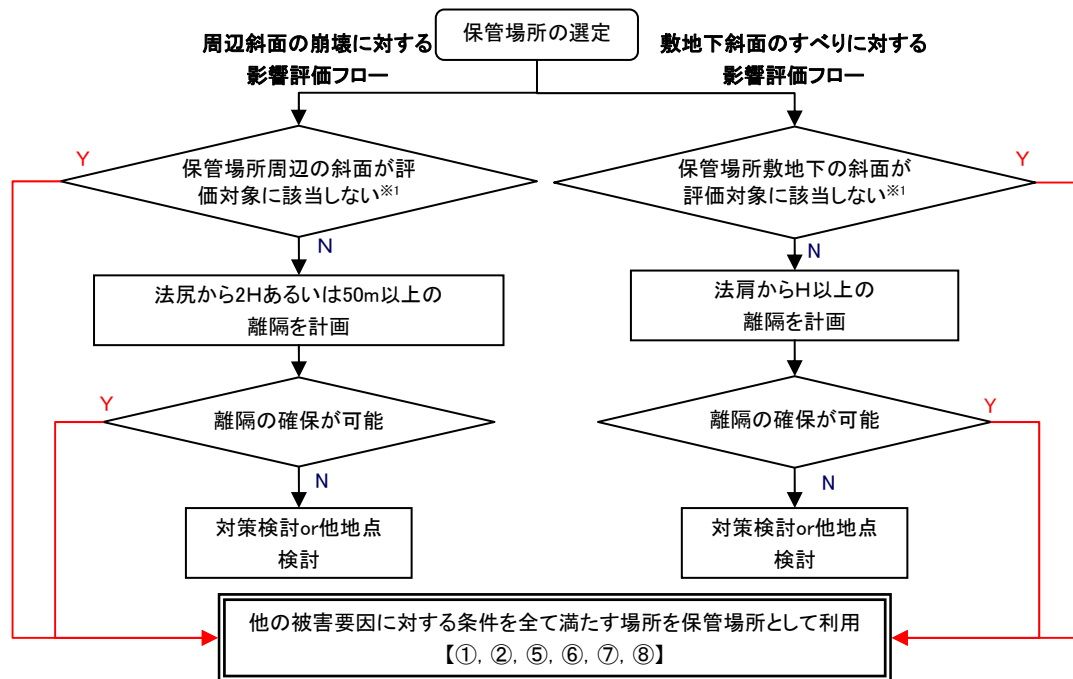 保管場所の選定
周辺斜面の崩壊に対する
影響評価フロー
敷地下斜面のすべりに対する
影響評価フロー
Y
保管場所周辺の斜面が評
価対象に該当しない※1
N
法尻から2Hあるいは50m以上の
離隔を計画
Y
離隔の確保が可能
N
対策検討or他地点
検討
Y
保管場所敷地下の斜面が
評価対象に該当しない※1
N
法肩からH以上の
離隔を計画
Y
離隔の確保が可能
N
対策検討or他地点
検討
他の被害要因に対する条件を全て満たす場所を保管場所として利用
【①, ②, ⑤, ⑥, ⑦, ⑧】